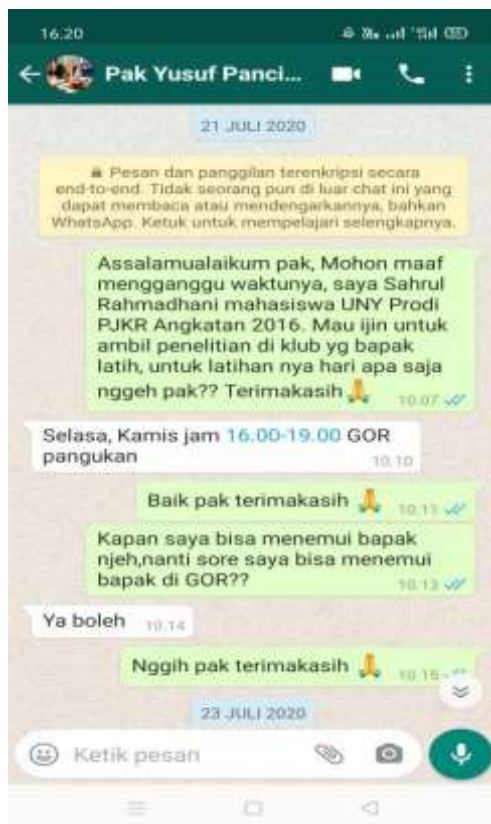 16.20
Pak Yusuf Panci...
21 JULI 2020
Pesan dan panggilan terenkripsi secara
end-to-end. Tidak seorang pun di luar chat ini yang
dapat membaca atau mendengarkannya, bahkan
WhatsApp. Ketuk untuk mempelajari selengkapnya.
Assalamualaikum pak, Mohon maaf
mengganggu waktunya, saya Sahrul
Rahmadhani mahasiswa UNY Prodi
PJKR Angkatan 2016. Mau ijin untuk
ambil penelitian di klub yg bapak
latih, untuk latihan nya hari apa saja
nggeh pak?? Terimakasih 🙏 10.07
Selasa, Kamis jam 16.00-19.00 GOR
pangukan 10.10
Baik pak terimakasih 🙏
Kapan saya bisa menemui bapak
njeh,nanti sore saya bisa menemui
bapak di GOR?? 10.13
Ya boleh 10.14
Nggih pak terimakasih 🙏
23 JULI 2020
Ketik pesan